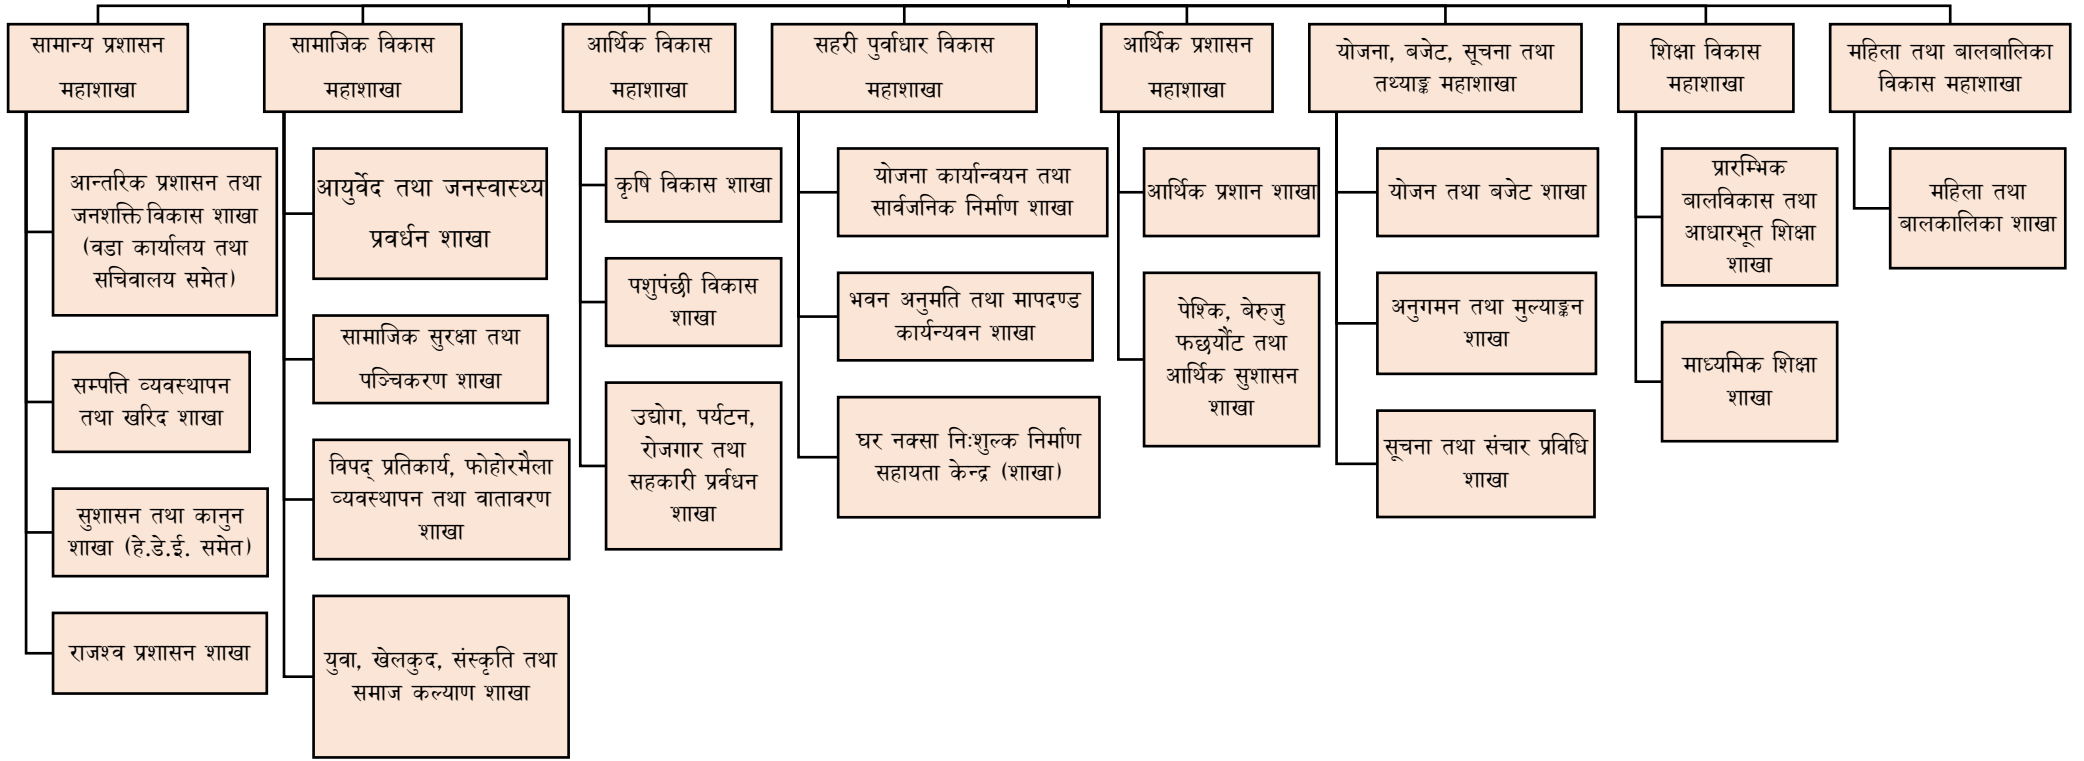 सामान्य प्रशासन
महाशाखा
सामाजिक विकास
महाशाखा
आर्थिक विकास
महाशाखा
सहरी पुर्वाधार विकास
महाशाखा
आर्थिक प्रशासन
महाशाखा
योजना, बजेट, सूचना तथा
तथ्याङ्क महाशाखा
शिक्षा विकास
महाशाखा
महिला तथा बालबालिका
विकास महाशाखा
आन्तरिक प्रशासन तथा
जनशक्ति विकास शाखा
(वडा कार्यालय तथा
सचिवालय समेत)
सम्पत्ति व्यवस्थापन
तथा खरिद शाखा
सुशासन तथा कानुन
शाखा (हे.डे.ई. समेत)
राजश्व प्रशासन शाखा
आयुर्वेद तथा जनस्वास्थ्य
प्रवर्धन शाखा
सामाजिक सुरक्षा तथा
पञ्चिकरण शाखा
विपद् प्रतिकार्य, फोहोरमैला
व्यवस्थापन तथा वातावरण
शाखा
युवा, खेलकुद, संस्कृति तथा
समाज कल्याण शाखा
कृषि विकास शाखा
पशुपंछी विकास
शाखा
उद्योग, पर्यटन,
रोजगार तथा
सहकारी प्रर्वधन
शाखा
योजना कार्यान्वयन तथा
सार्वजनिक निर्माण शाखा
भवन अनुमति तथा मापदण्ड
कार्यन्यवन शाखा
घर नक्सा निःशुल्क निर्माण
सहायता केन्द्र (शाखा)
आर्थिक प्रशान शाखा
पेश्कि, बेरुजु
फछर्यौट तथा
आर्थिक सुशासन
शाखा
योजन तथा बजेट शाखा
अनुगमन तथा मुल्याङ्कन
शाखा
सूचना तथा संचार प्रविधि
शाखा
प्रारम्भिक
बालविकास तथा
आधारभूत शिक्षा
शाखा
माध्यमिक शिक्षा
शाखा
महिला तथा
बालकालिका शाखा